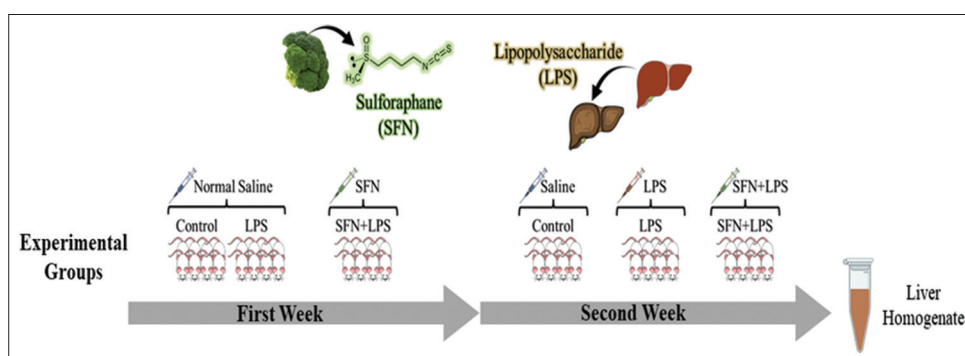 O
S
H₃C
N=C=S
Sulforaphane
(SFN)
Lipopolysaccharide
(LPS)
Normal Saline
SFN
Saline
LPS
SFN+LPS
Control
LPS
SFN+LPS
Control
LPS
SFN+LPS
Experimental
Groups
First Week
Second Week
Liver
Homogenate